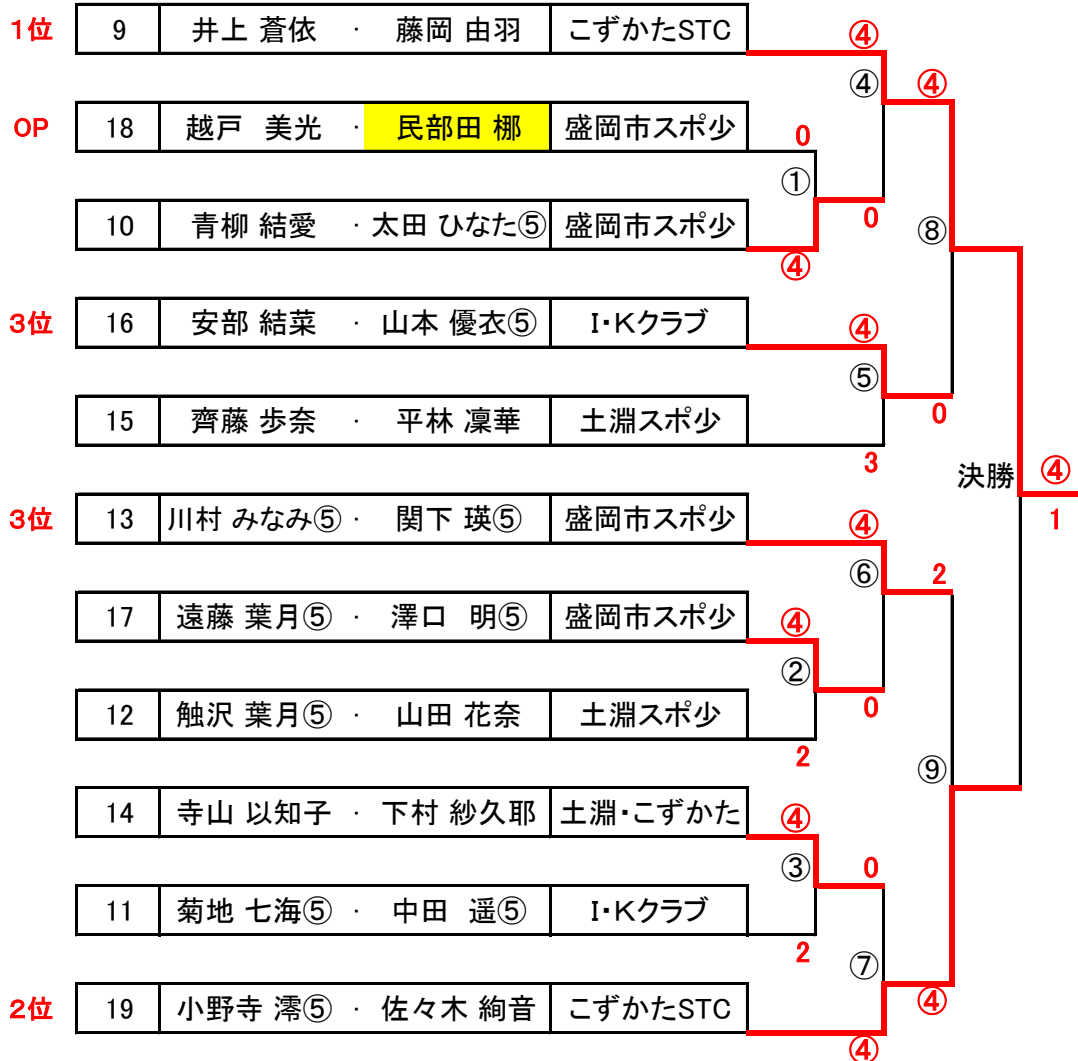 1位 9 井上 蒼依 ・ 藤岡 由羽 こずかたSTC ④
④ ④
OP 18 越戸 美光 ・ 民部田 梛 盛岡市スポ少 0
①
10 青柳 結愛 ・ 太田 ひなた⑤ 盛岡市スポ少 0
④ ⑧
3位 16 安部 結菜 ・ 山本 優衣⑤ I・Kクラブ ④
⑤
15 齊藤 歩奈 ・ 平林 凜華 土淵スポ少 0
3
決勝 ④
3位 13 川村 みなみ⑤ ・ 関下 瑛⑤ 盛岡市スポ少 ④ 1
⑥ 2
17 遠藤 葉月⑤ ・ 澤口 明⑤ 盛岡市スポ少 ④
②
12 触沢 葉月⑤ ・ 山田 花奈 土淵スポ少 0
2 ⑨
14 寺山 以知子 ・ 下村 紗久耶 土淵・こずかた ④
③ 0
11 菊地 七海⑤ ・ 中田 遥⑤ I・Kクラブ
2 ⑦
2位 19 小野寺 澪⑤ ・ 佐々木 絢音 こずかたSTC ④
④